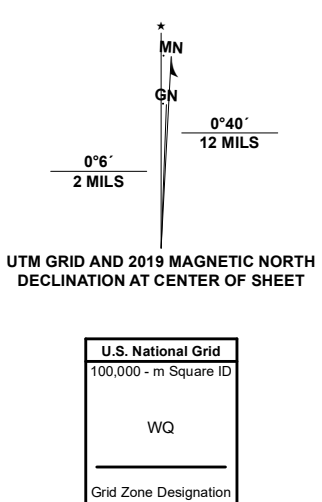 ★
MN
GN
0°40´
12 MILS
0°6´
2 MILS
UTM GRID AND 2019 MAGNETIC NORTH
DECLINATION AT CENTER OF SHEET
U.S. National Grid
100,000 - m Square ID
WQ
Grid Zone Designation